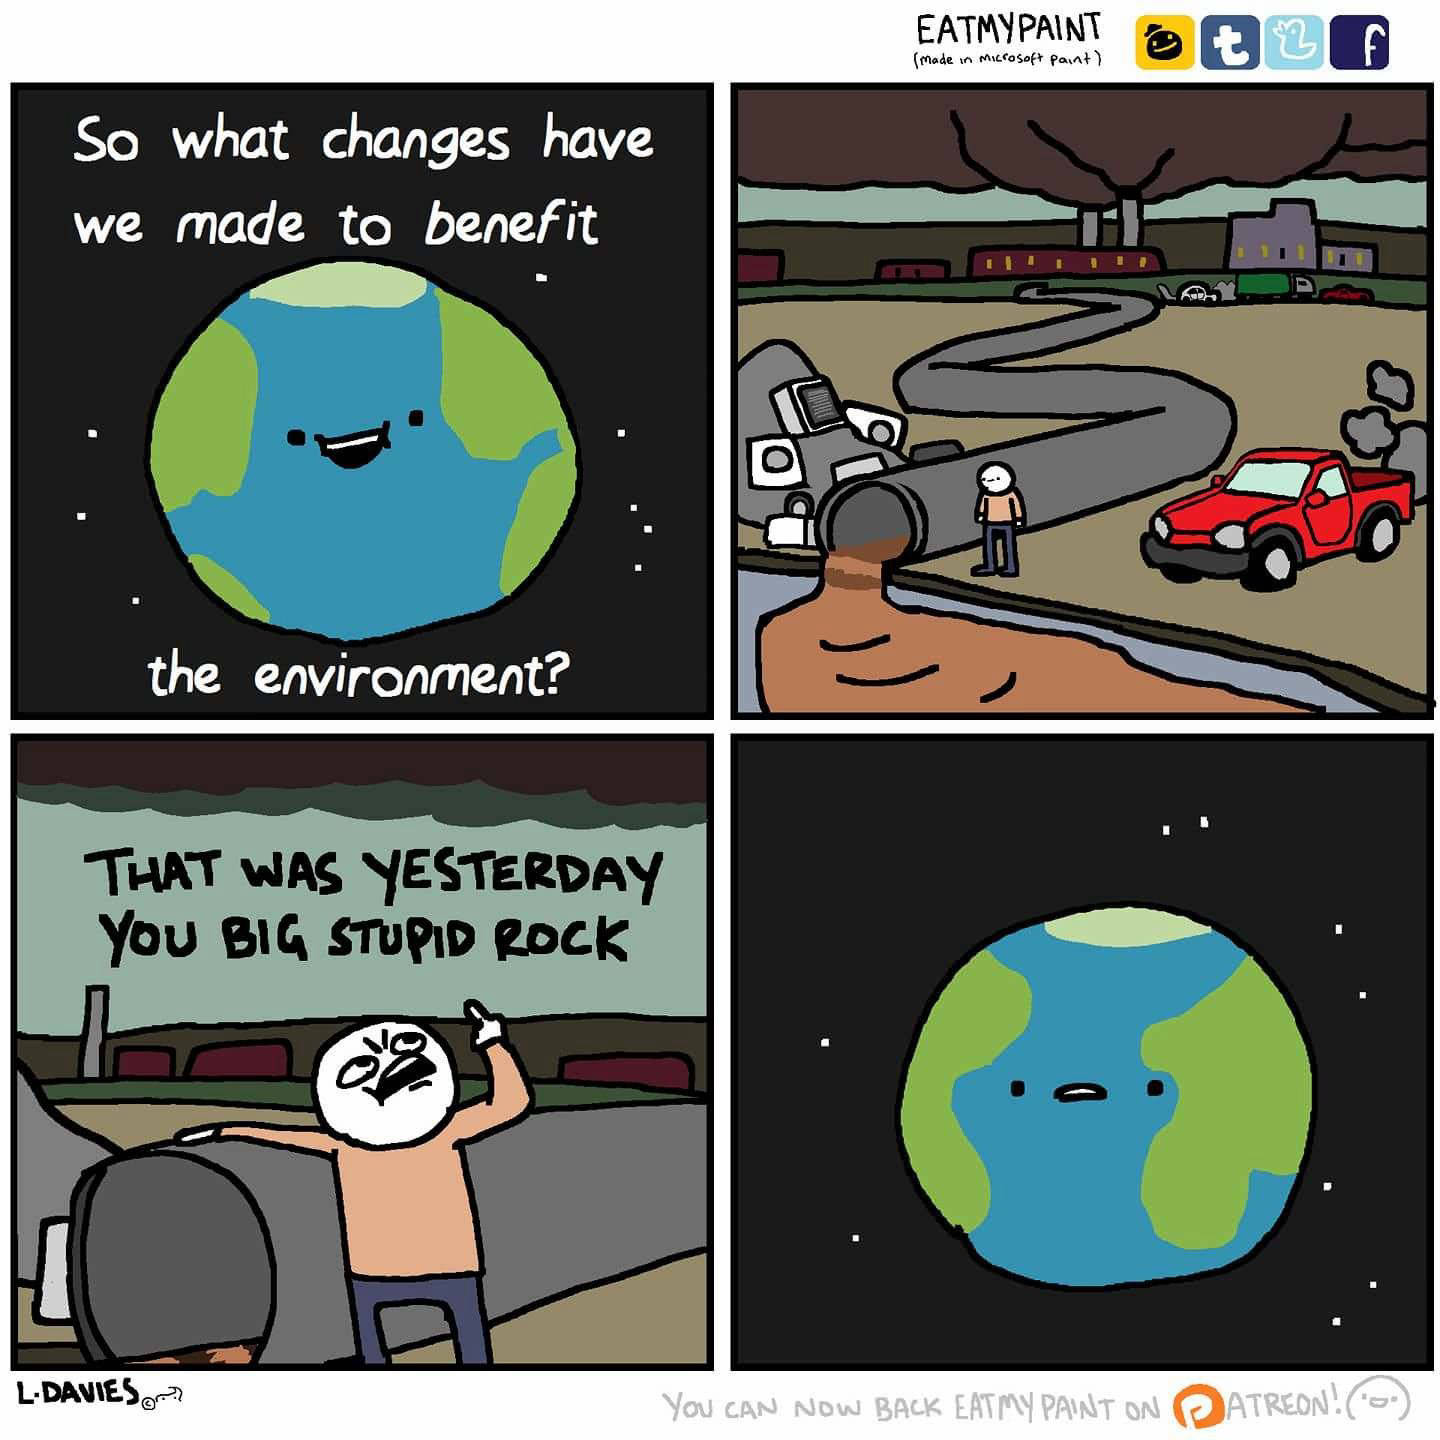 EATMYPAINT
(made in microsoft paint)
t
f
So what changes have
we made to benefit
the environment?
THAT WAS YESTERDAY
YOU BIG STUPID ROCK
L·DAVIES ©
YOU CAN NOW BACK EATMYPAINT ON PATREON!